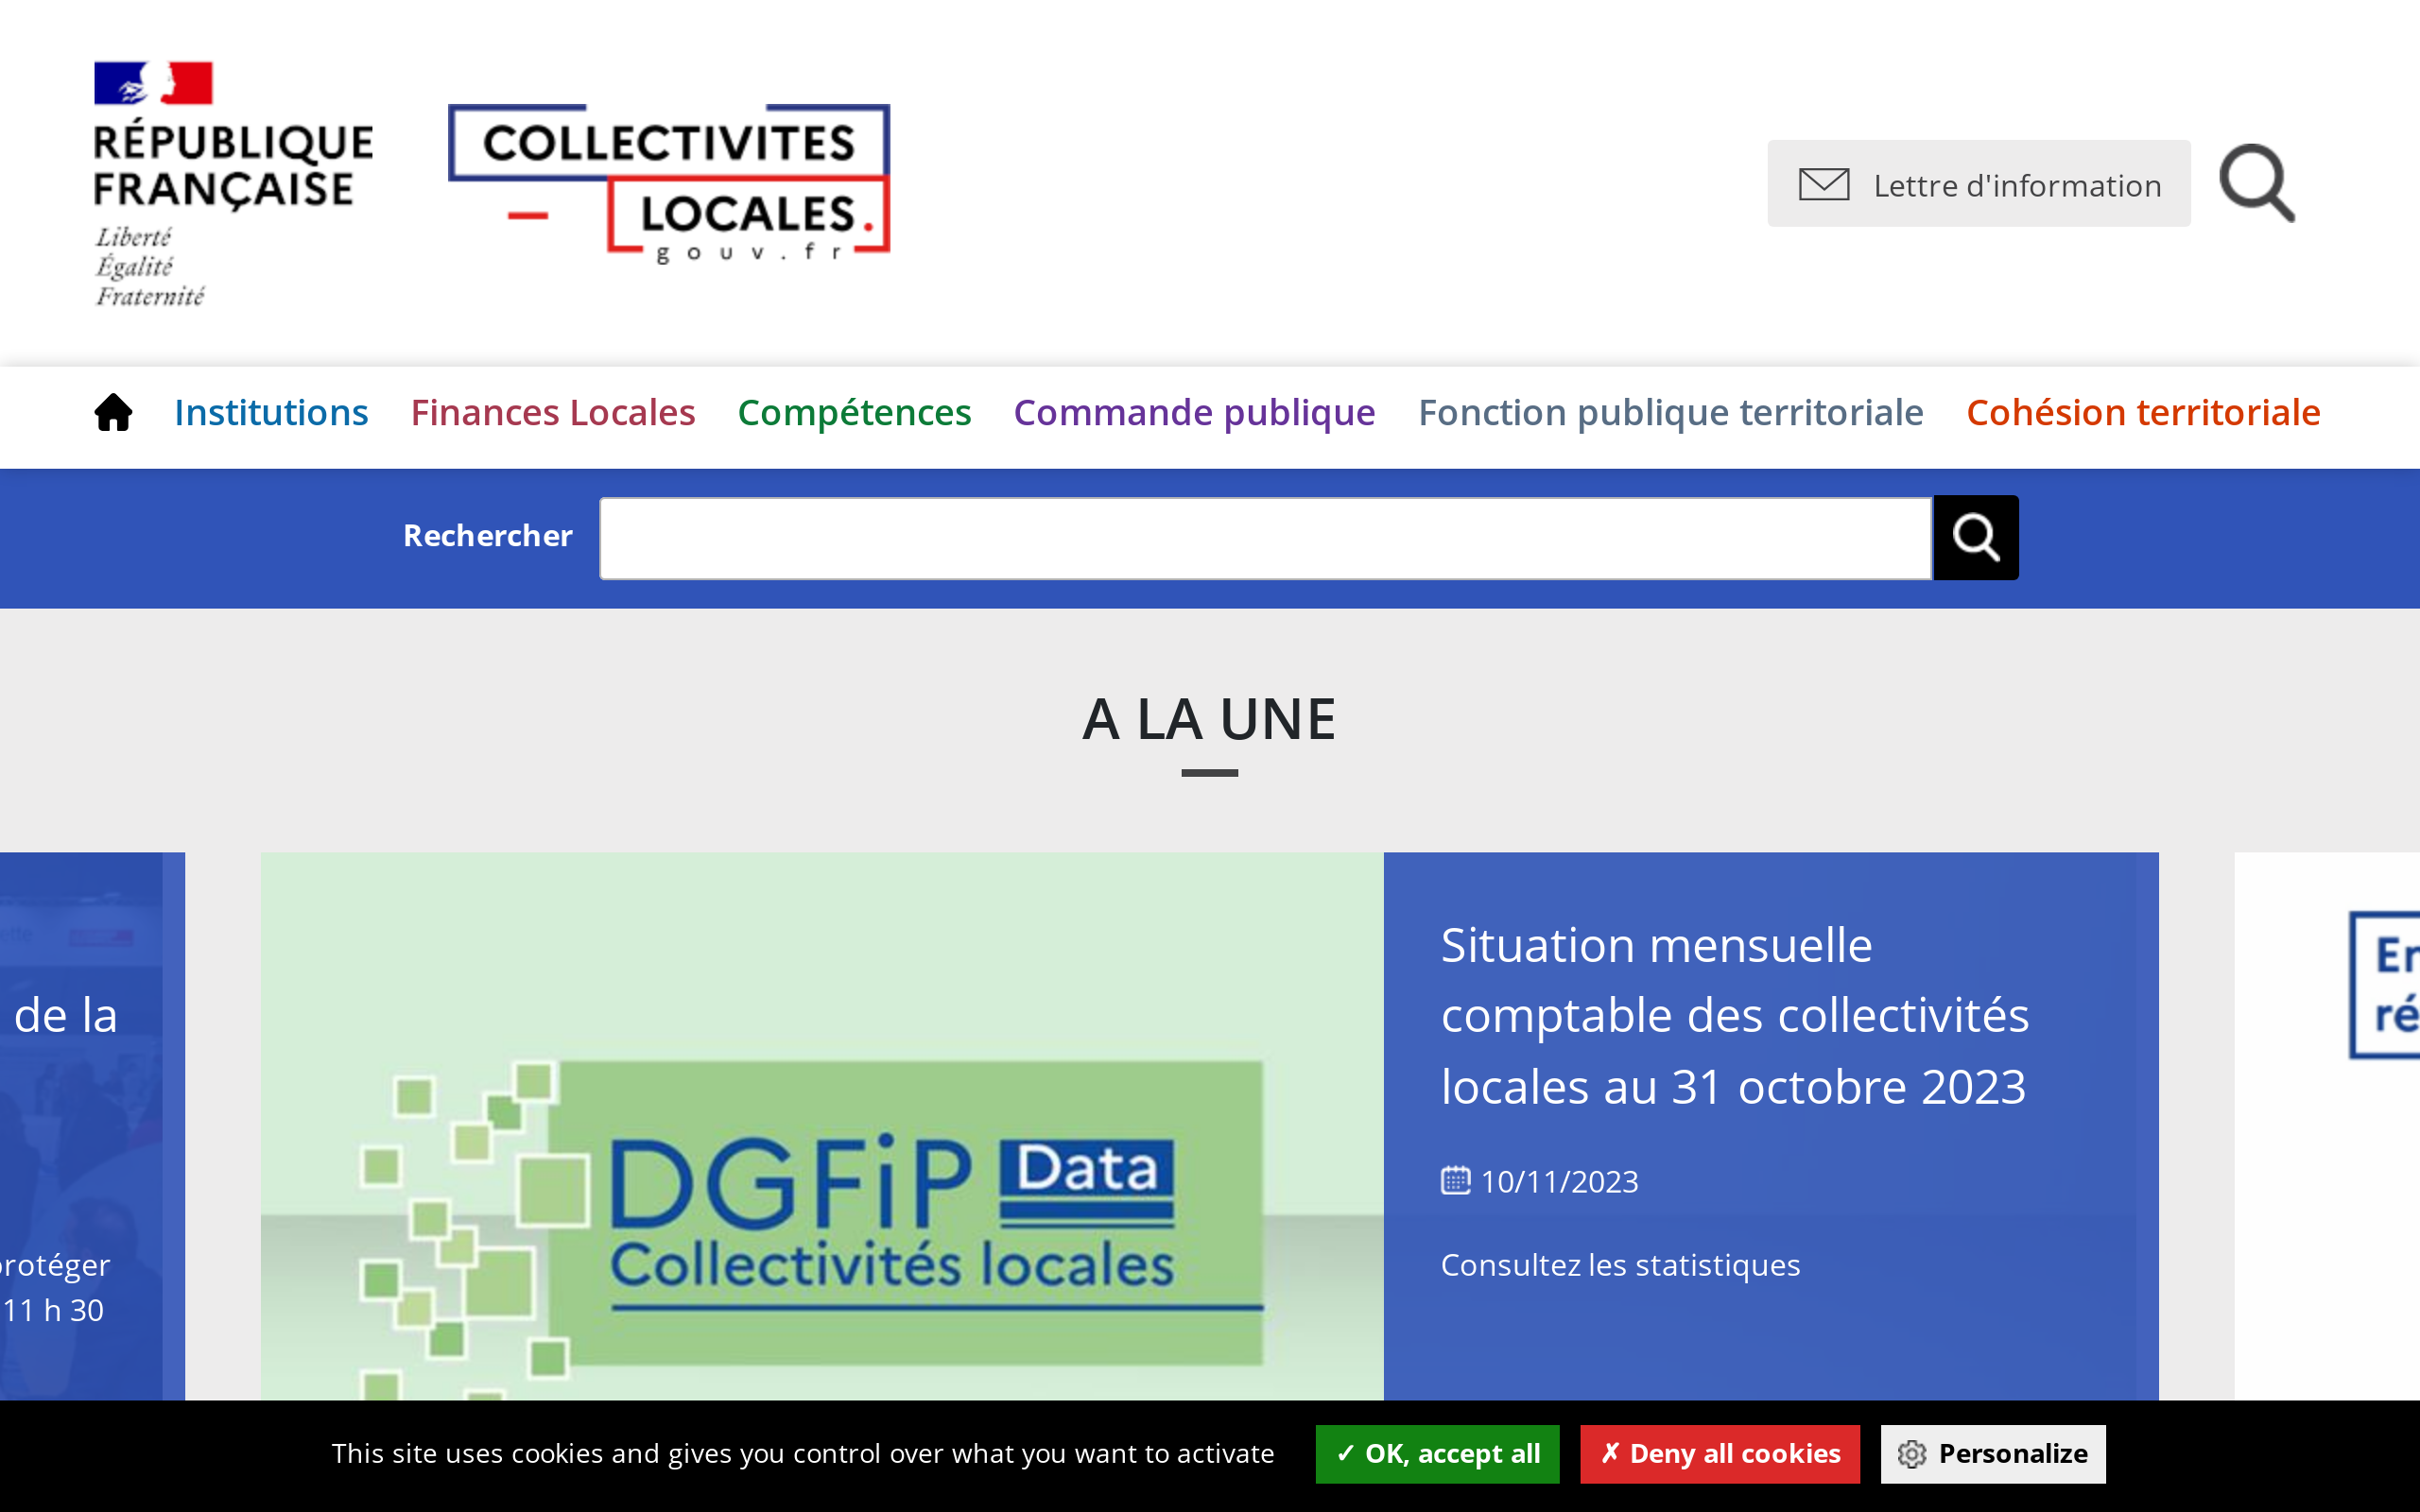 RÉPUBLIQUE
FRANÇAISE
Liberté
Égalité
Fraternité
COLLECTIVITES
LOCALES.
gouv.fr
Lettre d'information
Institutions Finances Locales Compétences Commande publique Fonction publique territoriale Cohésion territoriale
Rechercher
A LA UNE
de la
11 h 30
DGFiP Data
Collectivités locales
Situation mensuelle
comptable des collectivités
locales au 31 octobre 2023
10/11/2023
Consultez les statistiques
This site uses cookies and gives you control over what you want to activate ✓ OK, accept all ✗ Deny all cookies Personalize